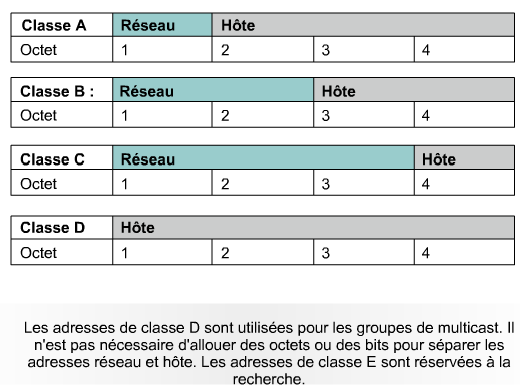 Classe A Réseau Hôte
Octet 1 2 3 4
Classe B : Réseau Hôte
Octet 1 2 3 4
Classe C Réseau Hôte
Octet 1 2 3 4
Classe D Hôte
Octet 1 2 3 4
Les adresses de classe D sont utilisées pour les groupes de multicast. Il
n'est pas nécessaire d'allouer des octets ou des bits pour séparer les
adresses réseau et hôte. Les adresses de classe E sont réservées à la
recherche.